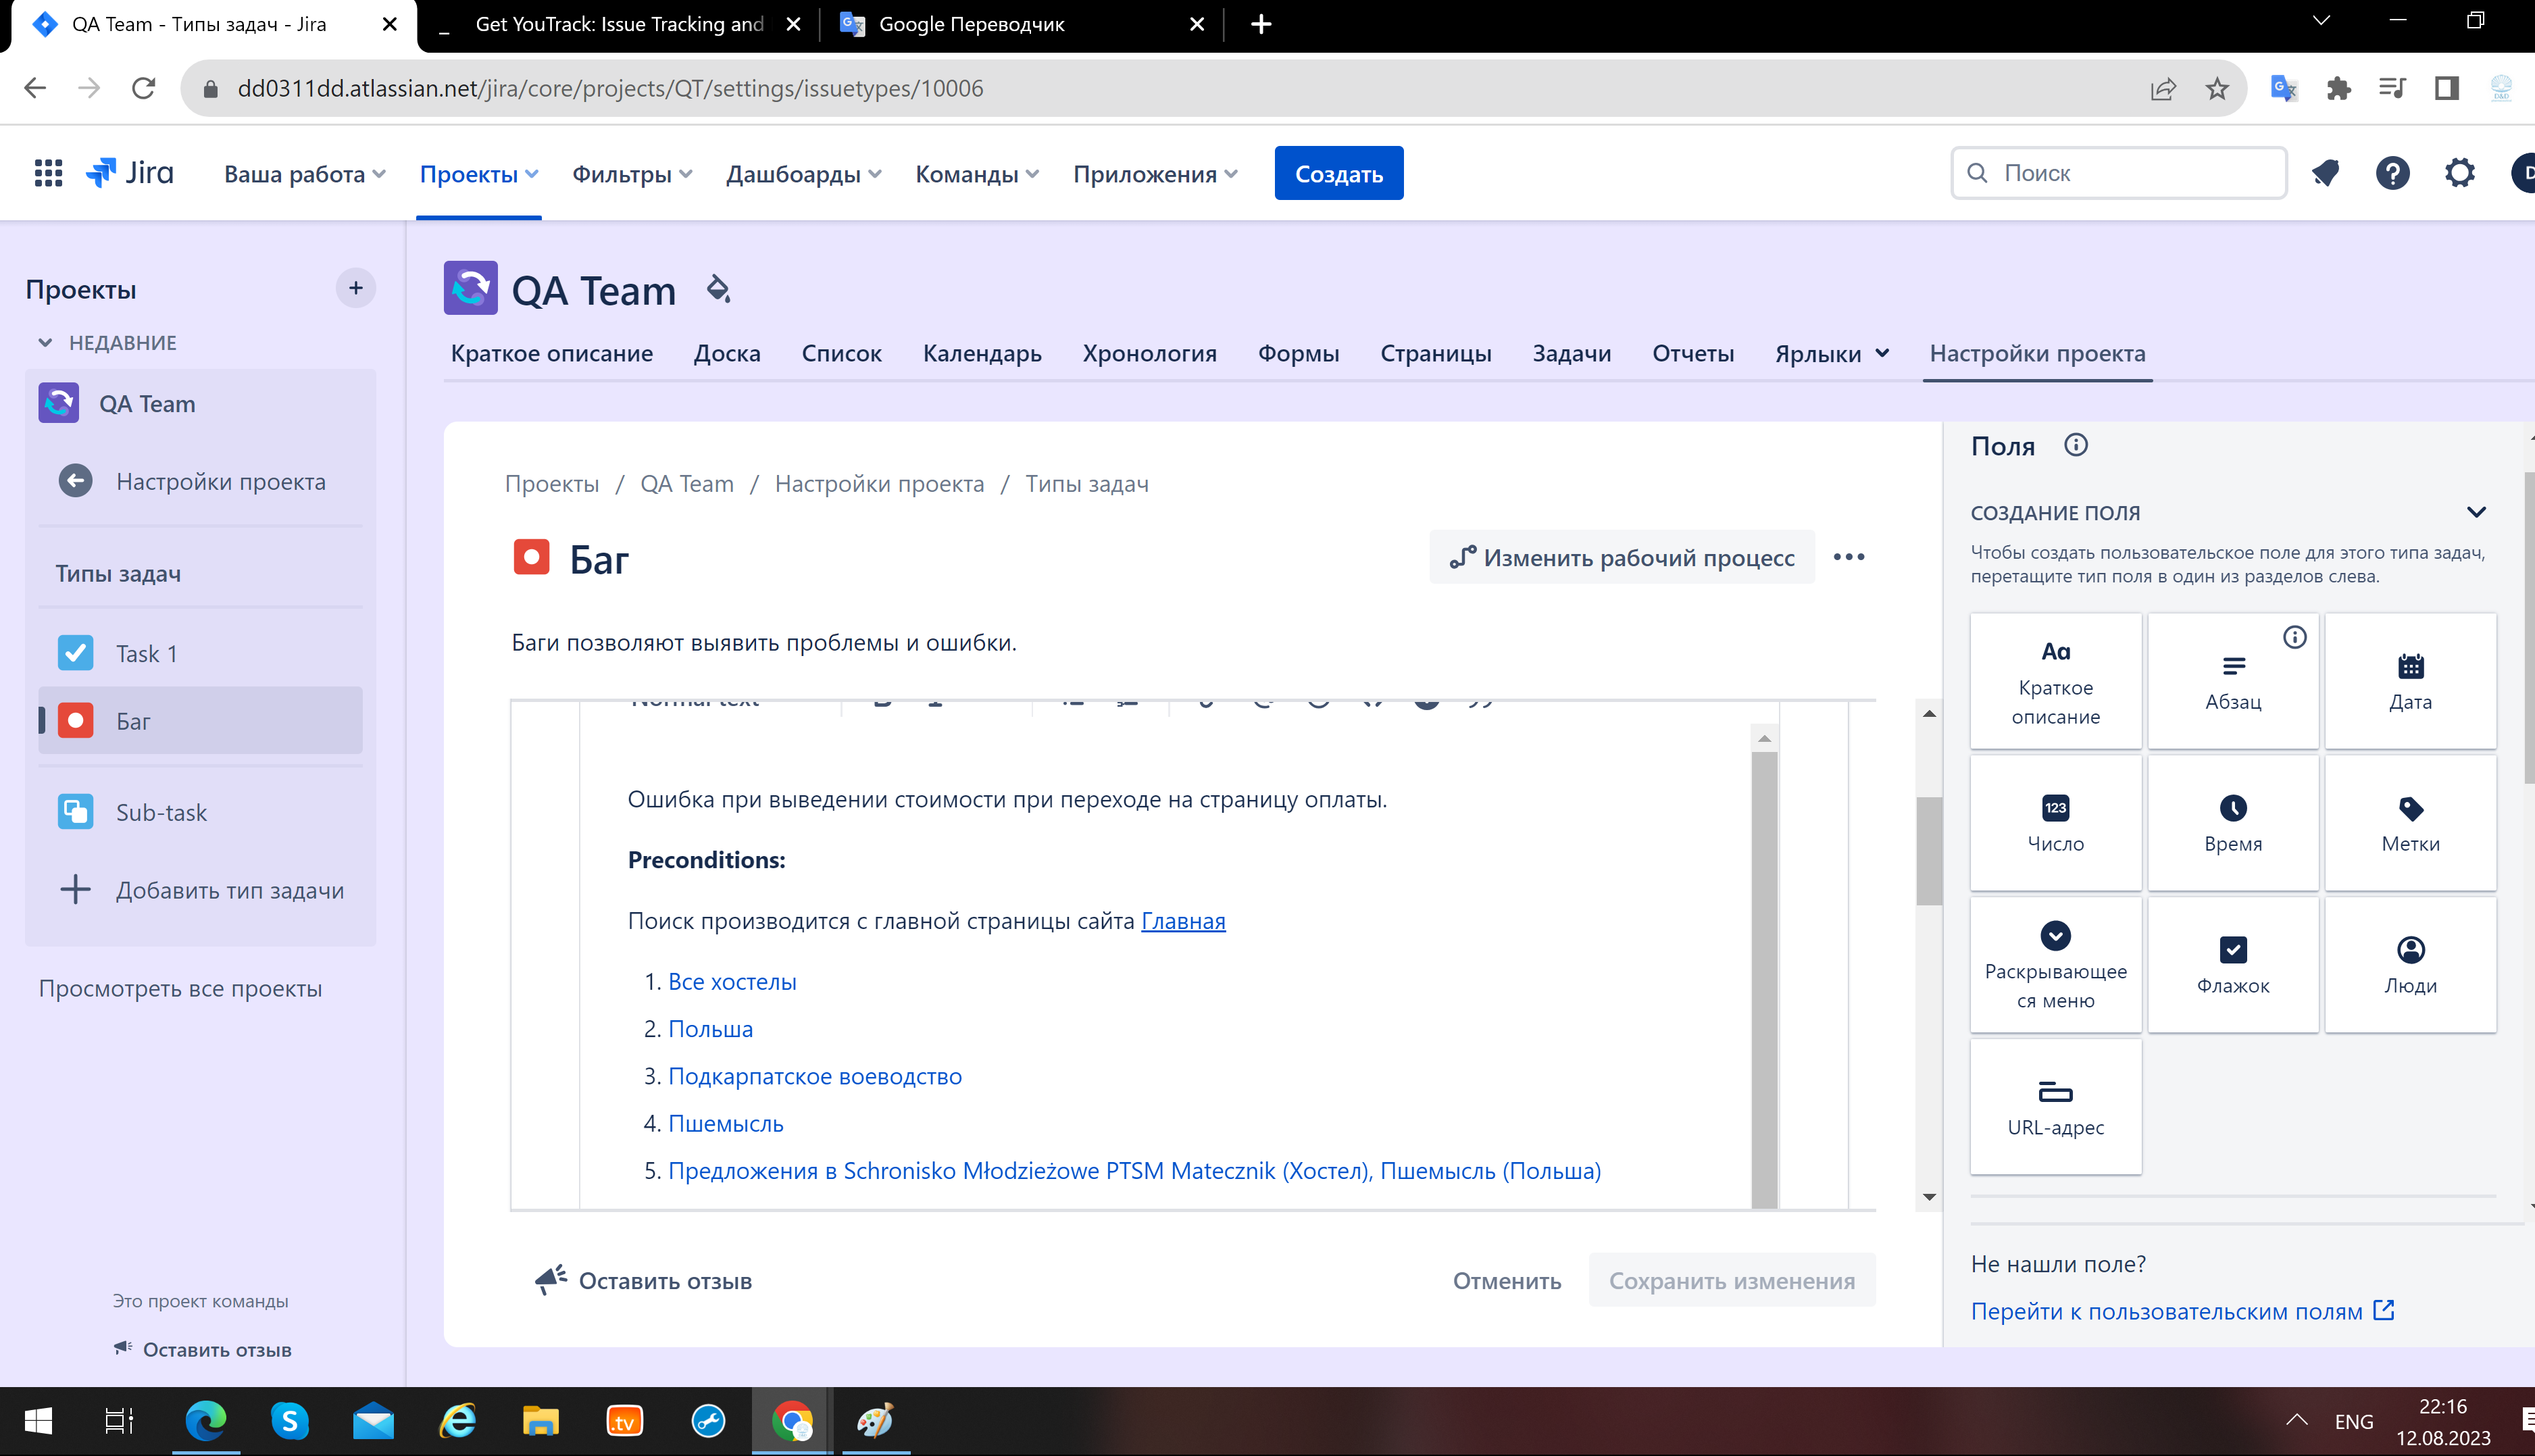 QA Team - Типы задач - Jira
Get YouTrack: Issue Tracking and
Google Переводчик
dd0311dd.atlassian.net/jira/core/projects/QT/settings/issuetypes/10006
Jira
Ваша работа
Проекты
Фильтры
Дашбоарды
Команды
Приложения
Создать
Поиск
D
Проекты
НЕДАВНИЕ
QA Team
Настройки проекта
Типы задач
Task 1
Баг
Sub-task
Добавить тип задачи
Просмотреть все проекты
Это проект команды
Оставить отзыв
QA Team
Краткое описание
Доска
Список
Календарь
Хронология
Формы
Страницы
Задачи
Отчеты
Ярлыки
Настройки проекта
Проекты / QA Team / Настройки проекта / Типы задач
Баг
Изменить рабочий процесс
Баги позволяют выявить проблемы и ошибки.
Normal text
Ошибка при выведении стоимости при переходе на страницу оплаты.
Preconditions:
Поиск производится с главной страницы сайта Главная
1. Все хостелы
2. Польша
3. Подкарпатское воеводство
4. Пшемысль
5. Предложения в Schronisko Młodzieżowe PTSM Matecznik (Хостел), Пшемысль (Польша)
Оставить отзыв
Отменить
Сохранить изменения
Поля
СОЗДАНИЕ ПОЛЯ
Чтобы создать пользовательское поле для этого типа задач,
перетащите тип поля в один из разделов слева.
Aa
Краткое
описание
Абзац
Дата
123
Число
Время
Метки
Раскрывающее
ся меню
Флажок
Люди
URL-адрес
Не нашли поле?
Перейти к пользовательским полям
.tv
ENG
22:16
12.08.2023